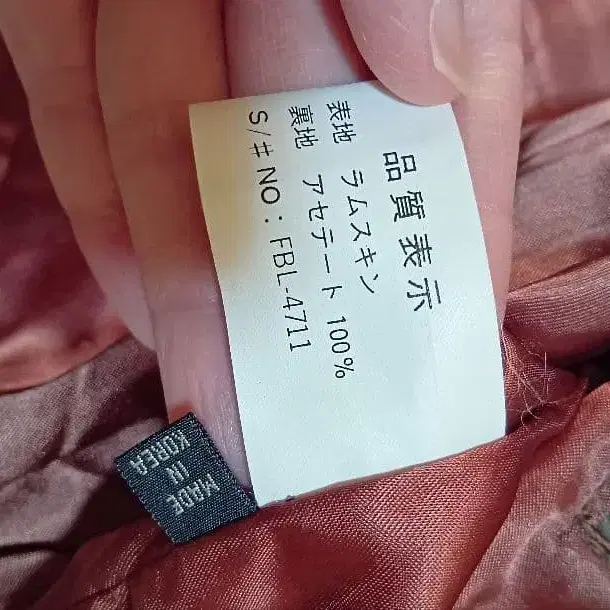 品質表示
表地 ラムスキン
裏地 アセテート 100%
S/# NO: FBL-4711
MADE
IN
KOREA